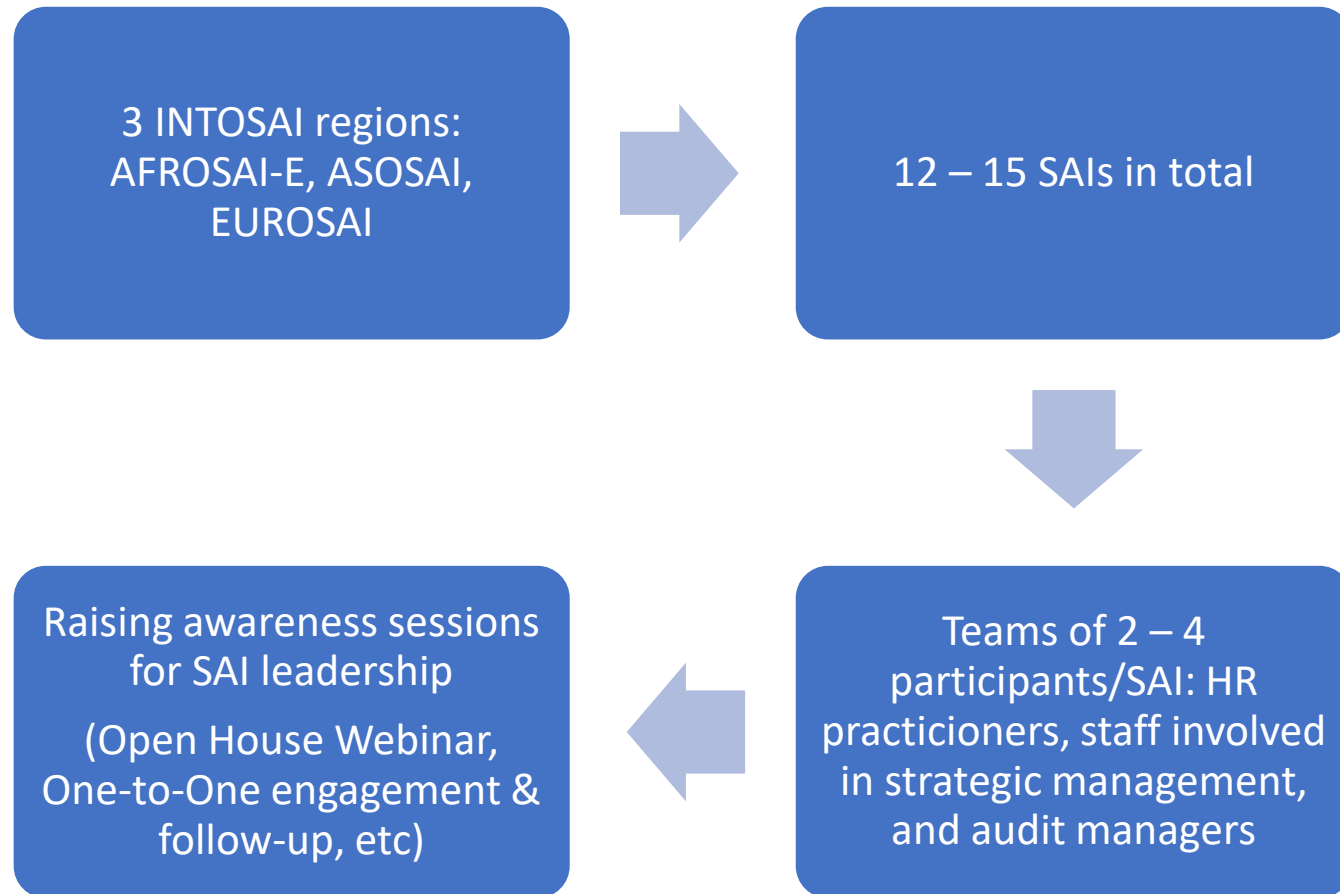 3 INTOSAI regions:
AFROSAI-E, ASOSAI,
EUROSAI
12 – 15 SAIs in total
Teams of 2 – 4
participants/SAI: HR
practicioners, staff involved
in strategic management,
and audit managers
Raising awareness sessions
for SAI leadership
(Open House Webinar,
One-to-One engagement &
follow-up, etc)